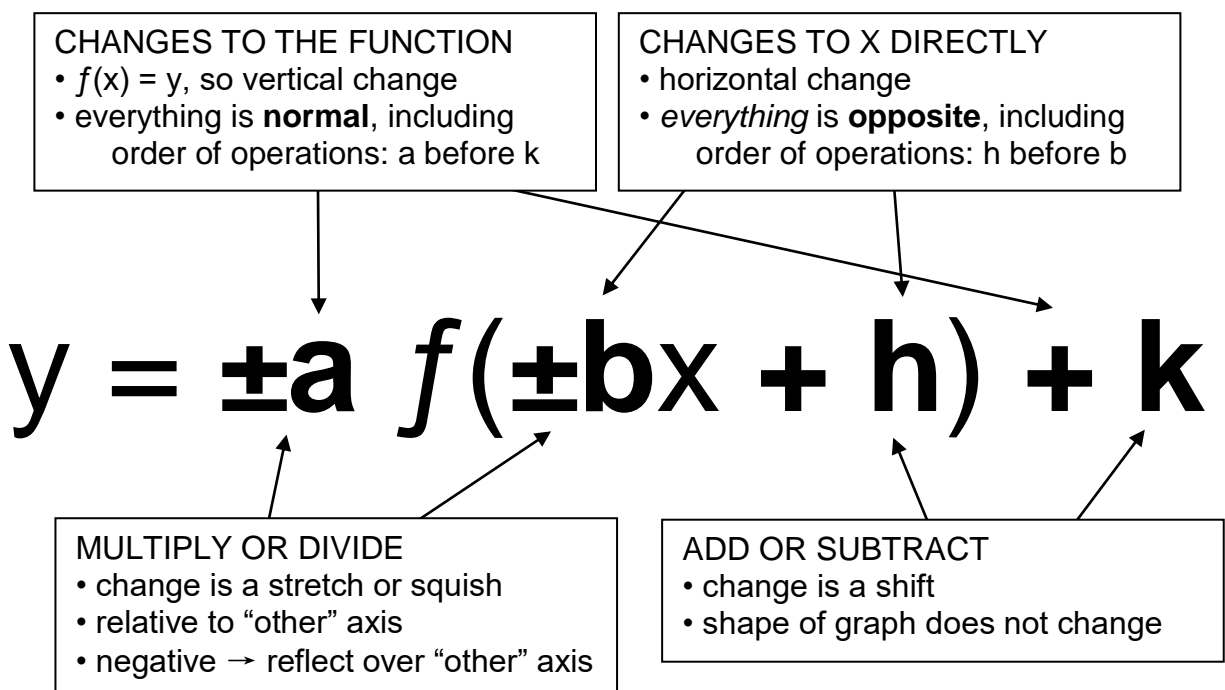 CHANGES TO THE FUNCTION
• ƒ(x) = y, so vertical change
• everything is normal, including
order of operations: a before k
CHANGES TO X DIRECTLY
• horizontal change
• everything is opposite, including
order of operations: h before b
y = ±a ƒ(±bx + h) + k
MULTIPLY OR DIVIDE
• change is a stretch or squish
• relative to “other” axis
• negative → reflect over “other” axis
ADD OR SUBTRACT
• change is a shift
• shape of graph does not change